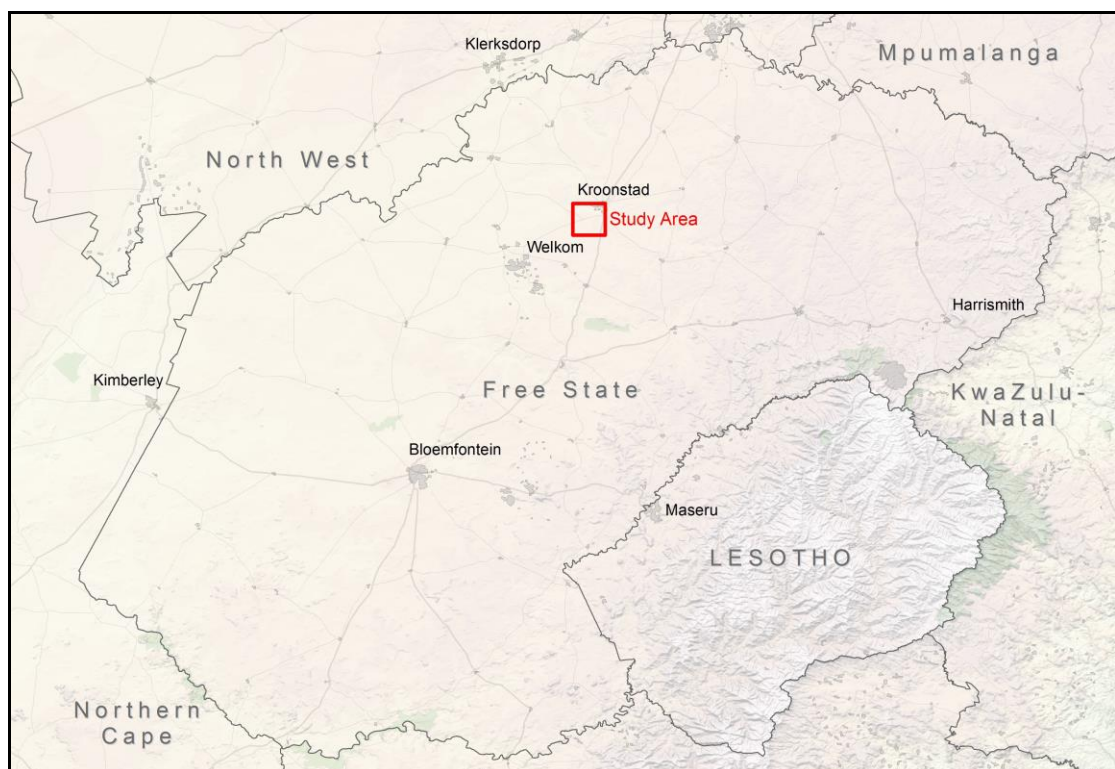 Klerksdorp
Mpumalanga
North West
Kroonstad
Study Area
Welkom
Harrismith
Kimberley
Free State
KwaZulu-
Natal
Bloemfontein
Maseru
LESOTHO
Northern
Cape